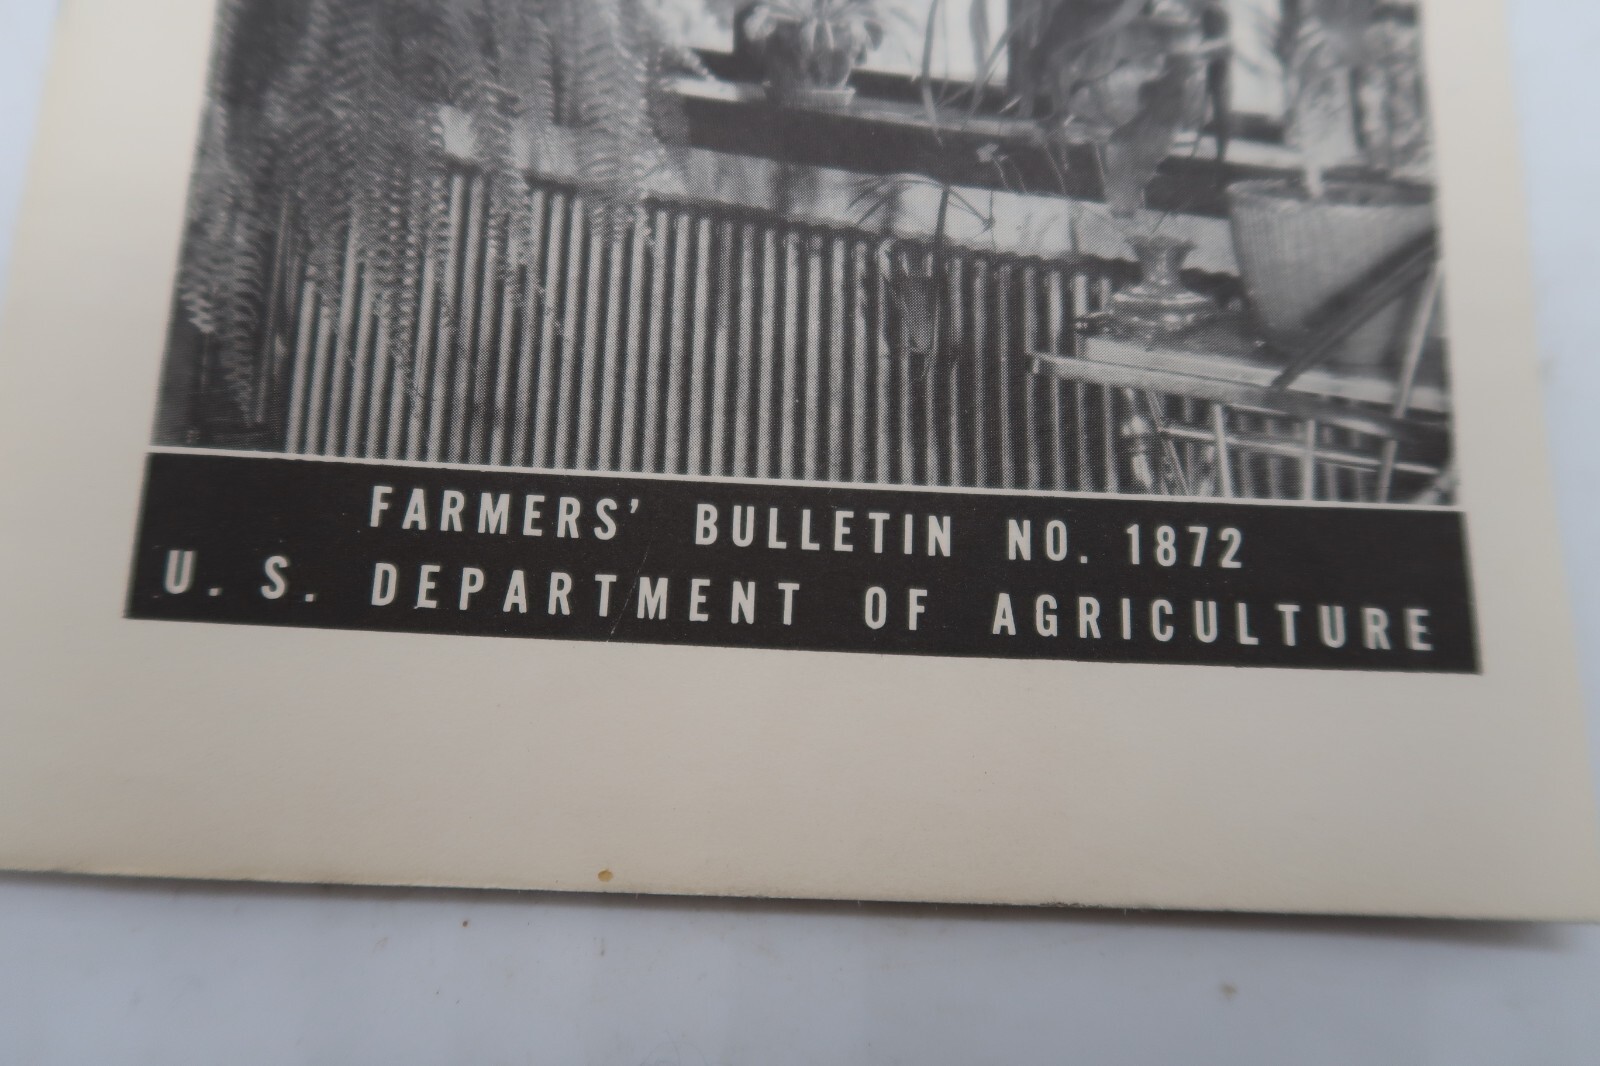 FARMERS' BULLETIN NO. 1872
U. S. DEPARTMENT OF AGRICULTURE